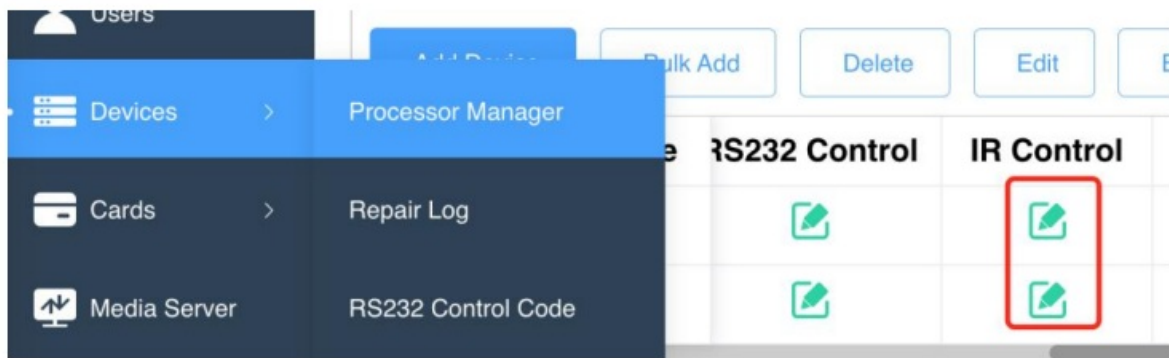 Users
Bulk Add
Delete
Edit
Devices
Processor Manager
RS232 Control
IR Control
Cards
Repair Log
Media Server
RS232 Control Code